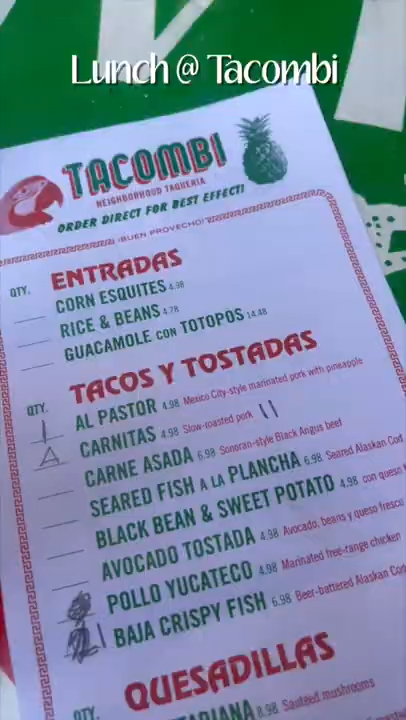 Lunch @ Tacombi
TACOMBI
NEIGHBORHOOD TAQUERIA
ORDER DIRECT FOR BEST EFFECT!
¡BUEN PROVECHO!
QTY. ENTRADAS
CORN ESQUITES 4.98
RICE & BEANS 4.78
GUACAMOLE CON TOTOPOS 14.48
TACOS Y TOSTADAS
QTY.
AL PASTOR 4.98 Mexico City-style marinated pork with pineapple
CARNITAS 4.98 Slow-roasted pork
CARNE ASADA 6.98 Sonoran-style Black Angus beef
SEARED FISH A LA PLANCHA 6.98 Seared Alaskan Cod
BLACK BEAN & SWEET POTATO 4.98 con queso
AVOCADO TOSTADA 4.98 Avocado, beans y queso fresco
POLLO YUCATECO 4.98 Marinated free-range chicken
BAJA CRISPY FISH 6.98 Beer-battered Alaskan Cod
QUESADILLAS
QTY.
8.98 Sautéed mushrooms